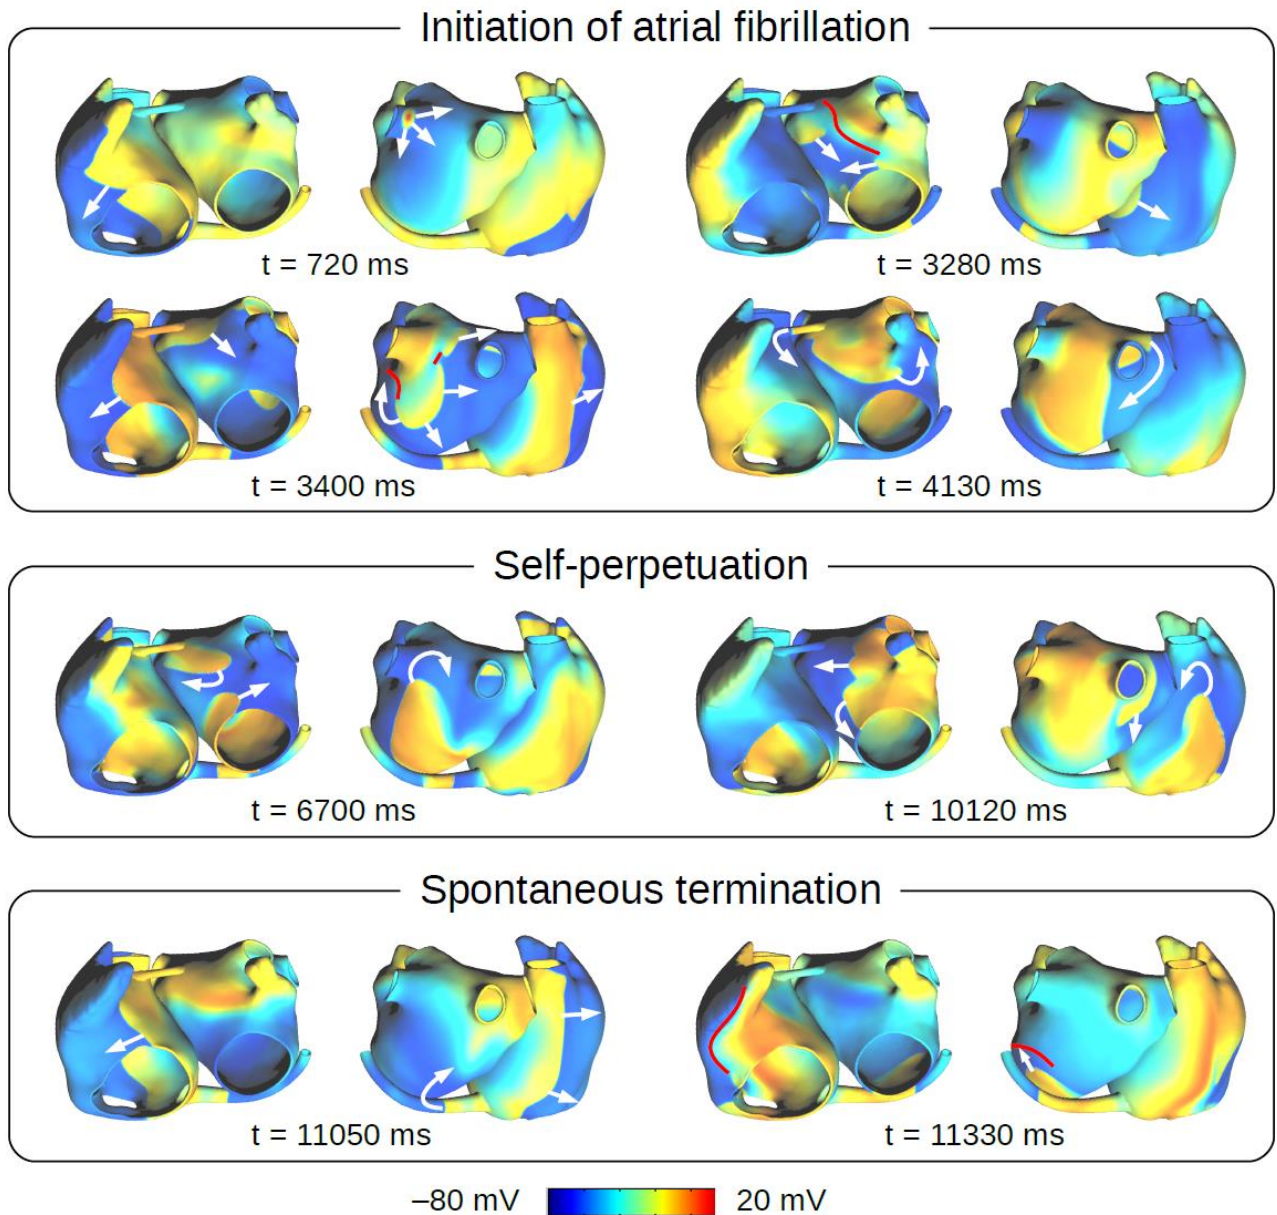 Initiation of atrial fibrillation
t = 720 ms
t = 3280 ms
t = 3400 ms
t = 4130 ms
Self-perpetuation
t = 6700 ms
t = 10120 ms
Spontaneous termination
t = 11050 ms
t = 11330 ms
–80 mV 20 mV